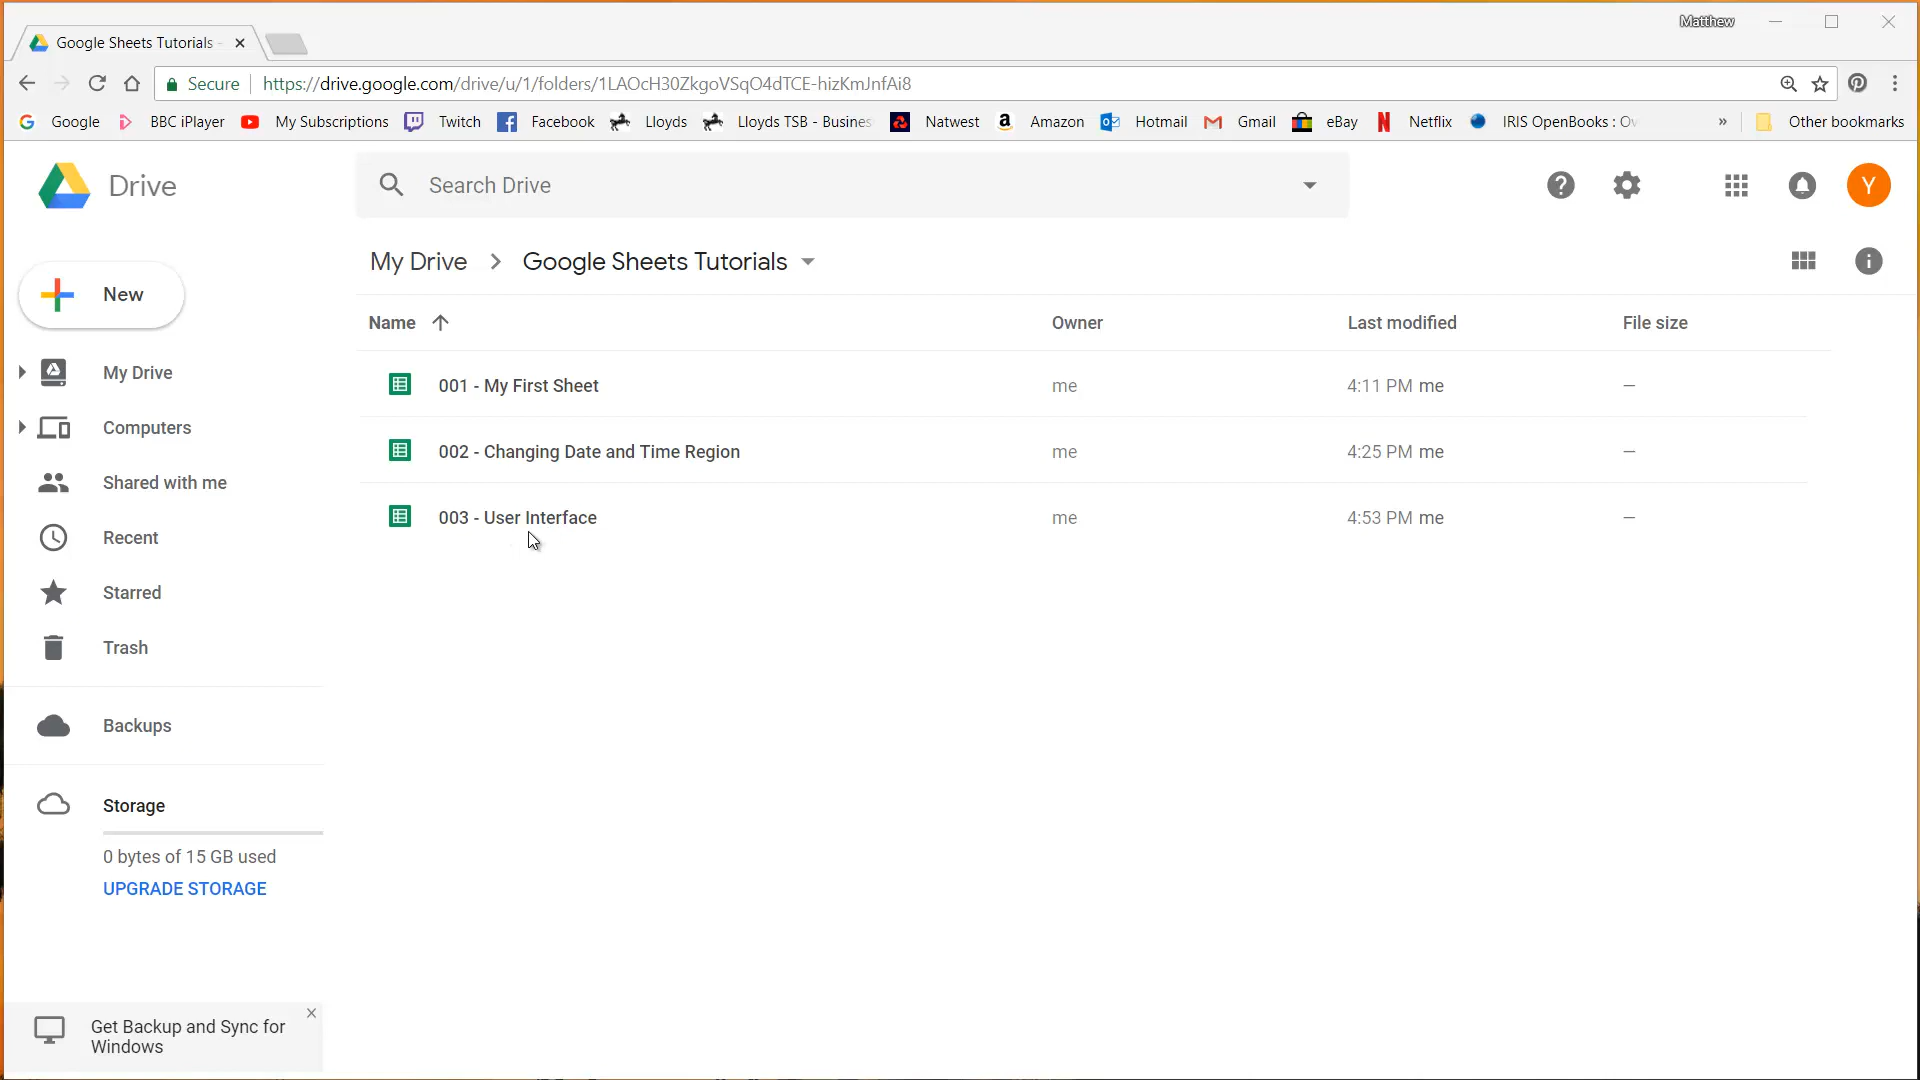 Matthew
Google Sheets Tutorials -
Secure https://drive.google.com/drive/u/1/folders/1LAOcH30ZkgoVSqO4dTCE-hizKmJnfAi8
Google BBC iPlayer My Subscriptions Twitch Facebook Lloyds Lloyds TSB - Busines Natwest Amazon Hotmail Gmail eBay Netflix IRIS OpenBooks : Ov » Other bookmarks
Drive
Search Drive
Y
My Drive > Google Sheets Tutorials
New
Name Owner Last modified File size
My Drive
001 - My First Sheet me 4:11 PM me —
Computers
002 - Changing Date and Time Region me 4:25 PM me —
Shared with me
003 - User Interface me 4:53 PM me —
Recent
Starred
Trash
Backups
Storage
0 bytes of 15 GB used
UPGRADE STORAGE
Get Backup and Sync for
Windows